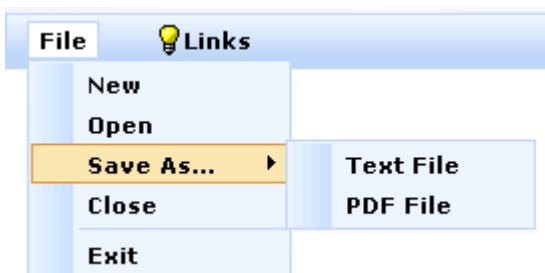 File Links
New
Open
Save As... Text File
Close PDF File
Exit